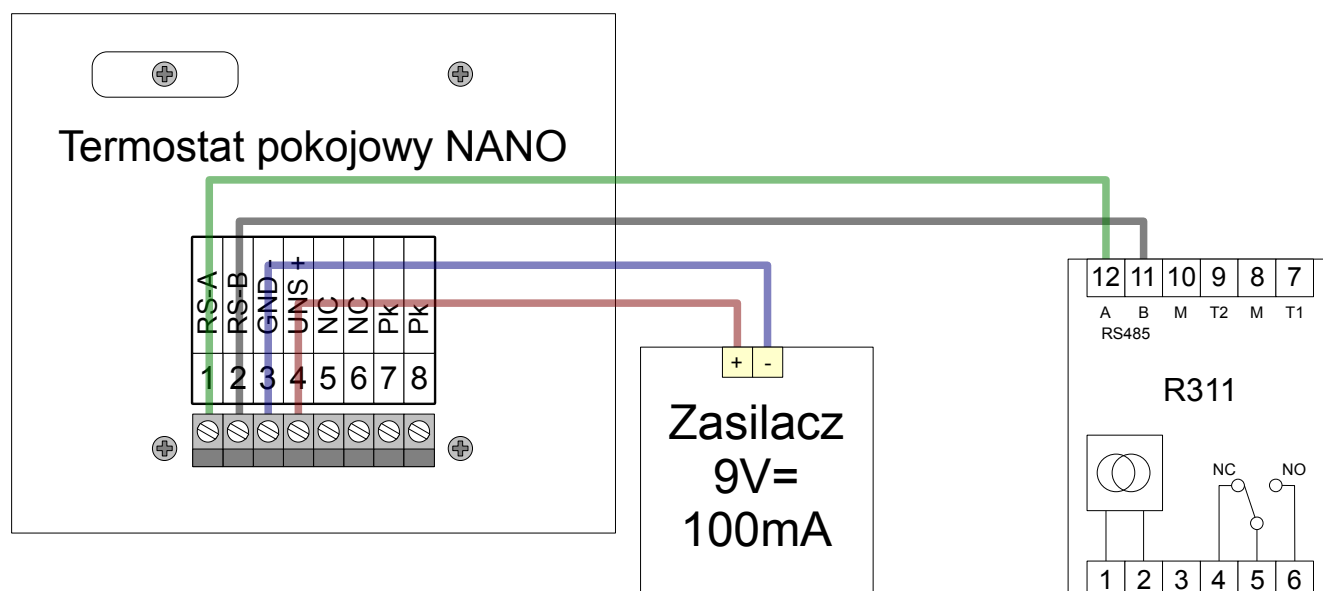 Termostat pokojowy NANO
RS-A
RS-B
GND -
UNS +
NC
NC
Pk
Pk
1 2 3 4 5 6 7 8
+ -
Zasilacz
9V=
100mA
12 11 10 9 8 7
A B M T2 M T1
RS485
R311
NC NO
1 2 3 4 5 6